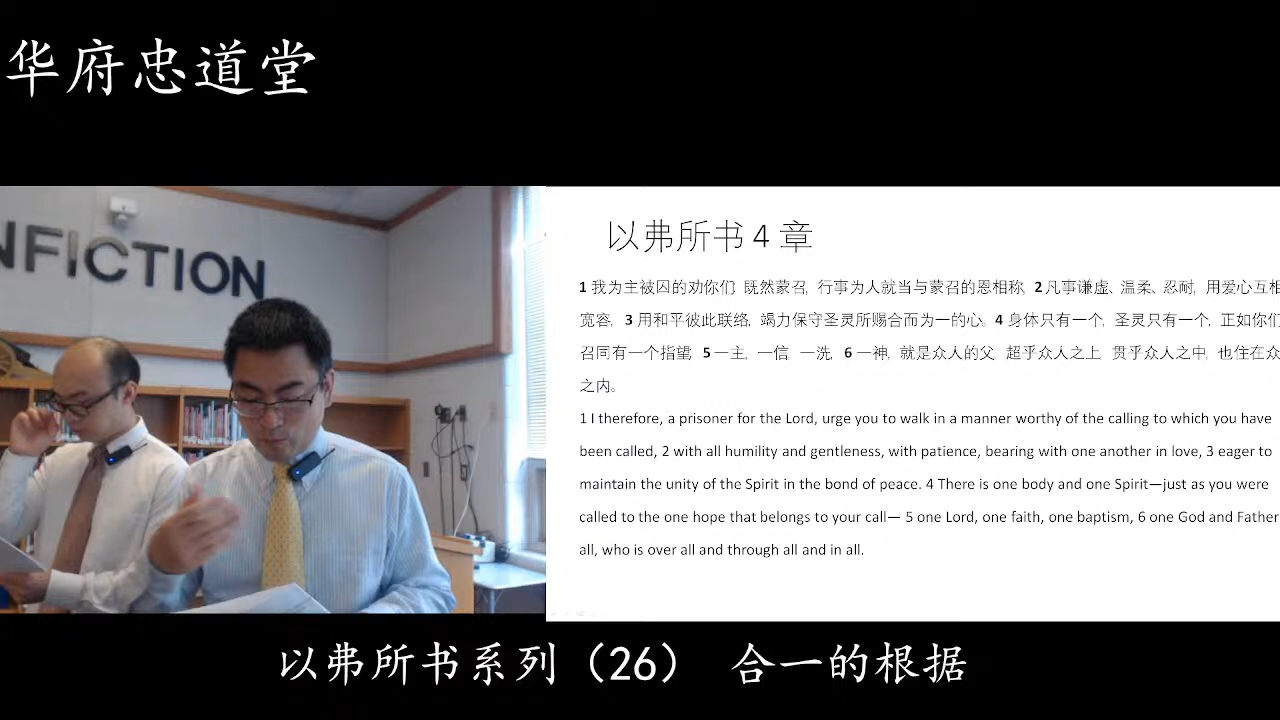 华府忠道堂
NFICTION
以弗所书 4 章
1 我为主被囚的劝你们 既然蒙召 行事为人就当与蒙召的恩相称 2 凡事谦虚 温柔 忍耐 用爱心互相
宽容 3 用和平彼此联络 竭力保守圣灵所赐合而为一的心 4 身体只有一个 圣灵只有一个 正如你们
召同有一个指望 一主 一信 一洗 6 一神 就是众人的父 超乎众人之上 贯乎众人之中 也住在众人
之内.
1 I therefore, a prisoner for the Lord, urge you to walk in a manner worthy of the calling to which you have
been called, 2 with all humility and gentleness, with patience, bearing with one another in love, 3 eager to
maintain the unity of the Spirit in the bond of peace. 4 There is one body and one Spirit—just as you were
called to the one hope that belongs to your call— 5 one Lord, one faith, one baptism, 6 one God and Father
all, who is over all and through all and in all.
以弗所书系列（26） 合一的根据